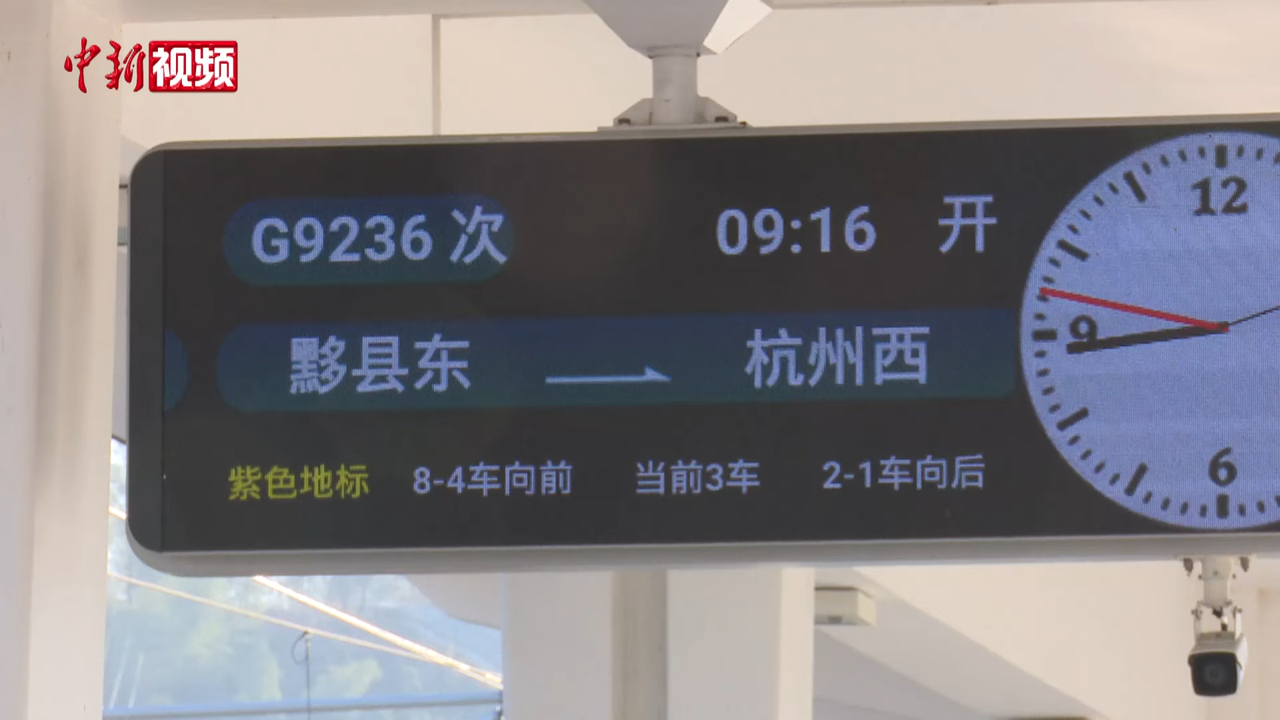 中新视频
G9236 次 09:16 开
黟县东 杭州西
紫色地标 8-4车向前 当前3车 2-1车向后
12
9
6